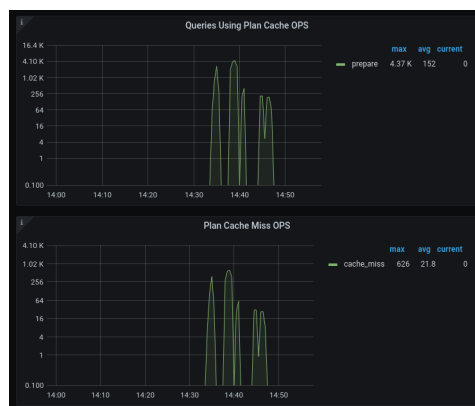 Queries Using Plan Cache OPS
max avg current
prepare 4.37 K 152 0
16.4 K
4.10 K
1.02 K
256
64
16
4
1
0.100
14:00 14:10 14:20 14:30 14:40 14:50
Plan Cache Miss OPS
max avg current
cache_miss 626 21.8 0
4.10 K
1.02 K
256
64
16
4
1
0.100
14:00 14:10 14:20 14:30 14:40 14:50